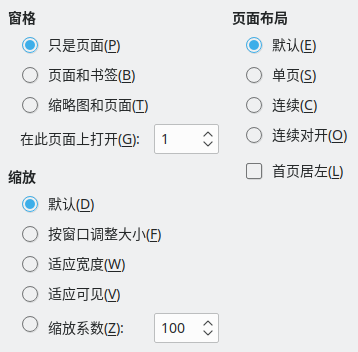 窗格
只是页面(P)
页面和书签(B)
缩略图和页面(T)
在此页面上打开(G): 1
缩放
默认(D)
按窗口调整大小(F)
适应宽度(W)
适应可见(V)
缩放系数(Z): 100
页面布局
默认(E)
单页(S)
连续(C)
连续对开(O)
首页居左(L)